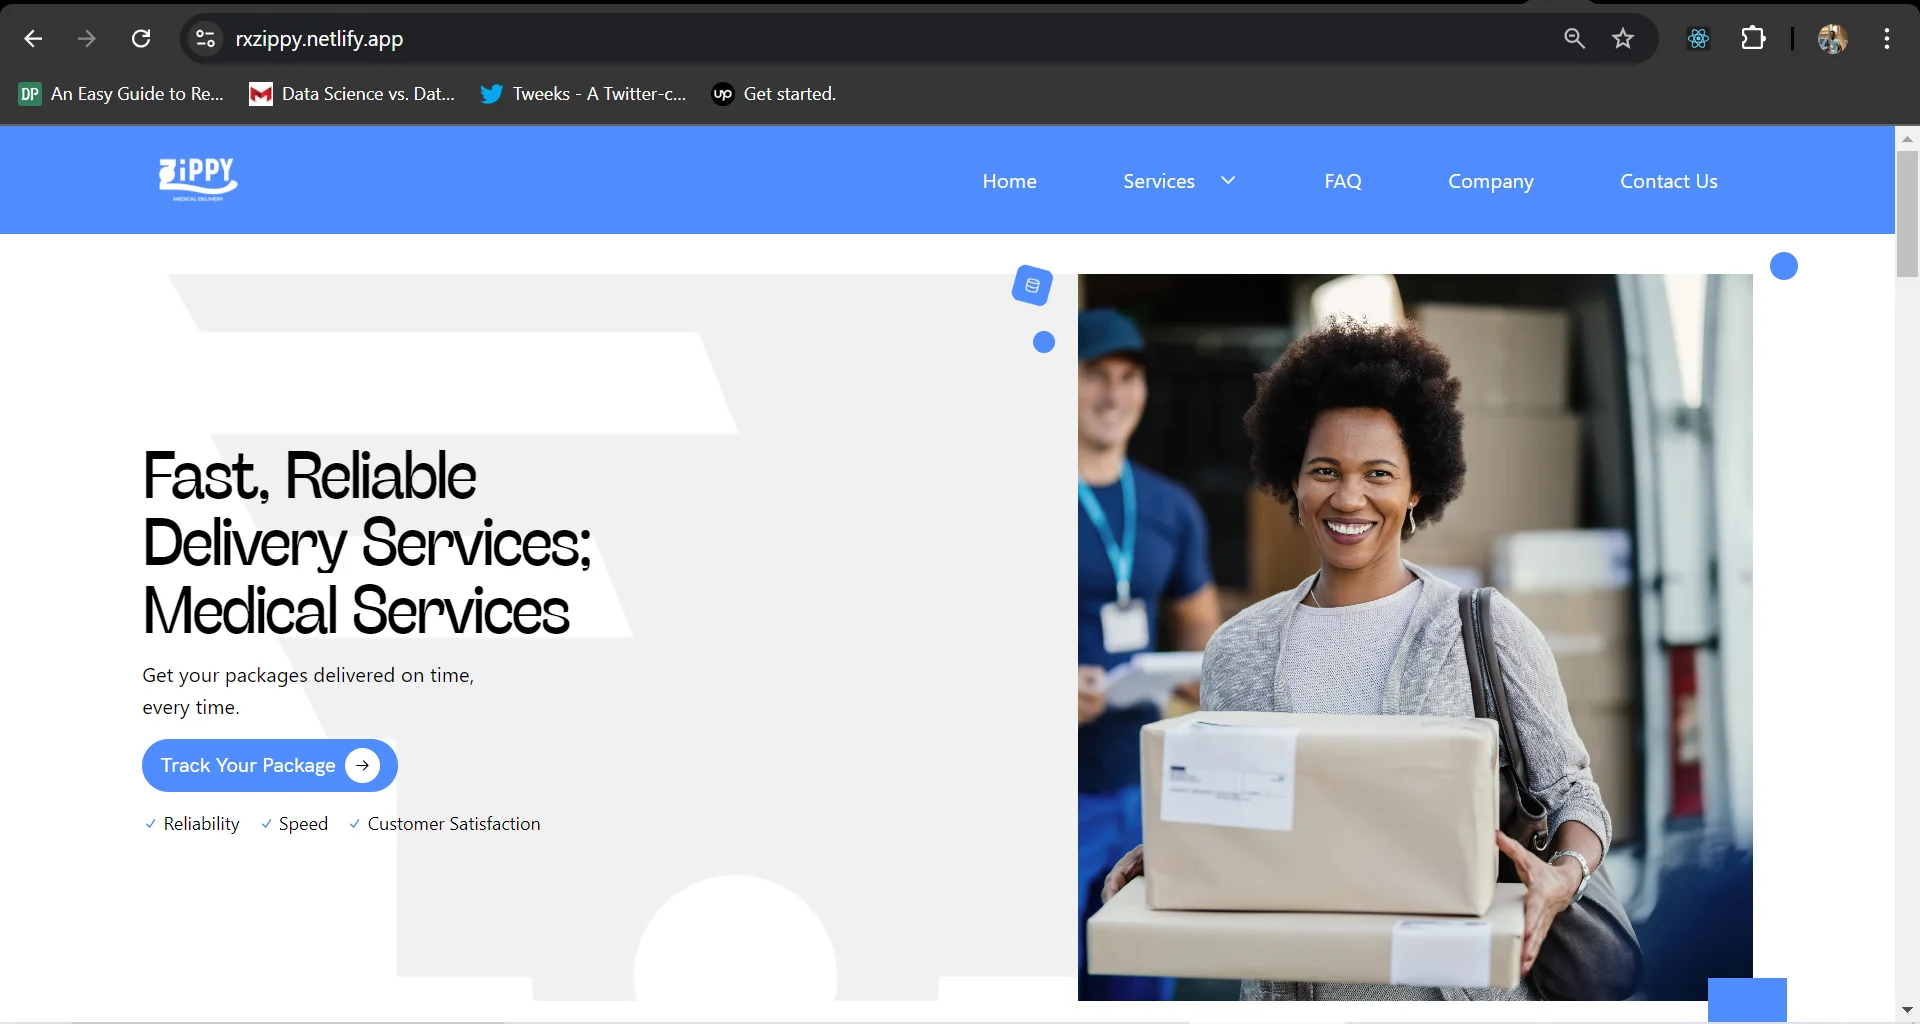 rxzippy.netlify.app
DP An Easy Guide to Re...
Data Science vs. Dat...
Tweeks - A Twitter-c...
up Get started.
ZiPPY
MEDICAL DELIVERY
Home
Services
FAQ
Company
Contact Us
Fast, Reliable
Delivery Services;
Medical Services
Get your packages delivered on time,
every time.
Track Your Package
Reliability
Speed
Customer Satisfaction